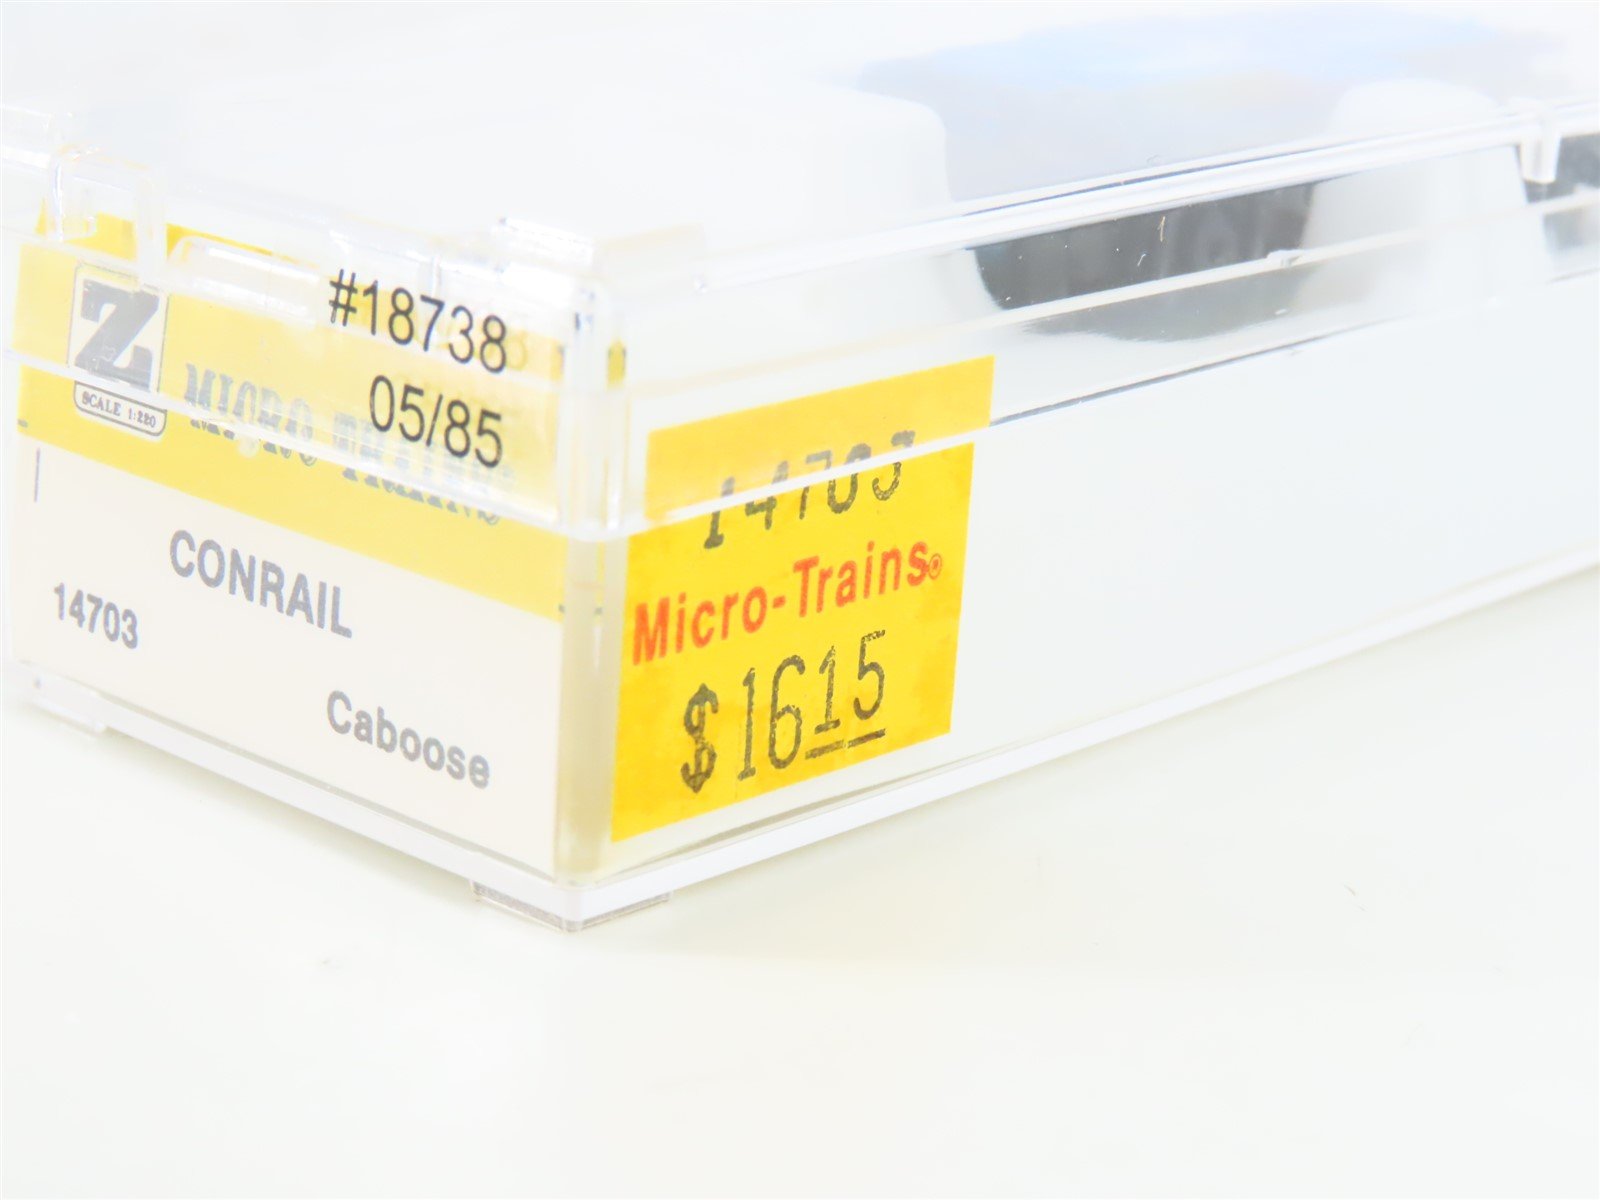 #18738
05/85
Z
SCALE 1:220
MICRO-TRAINS
CONRAIL
14703
Caboose
14703
Micro-Trains®
$1615